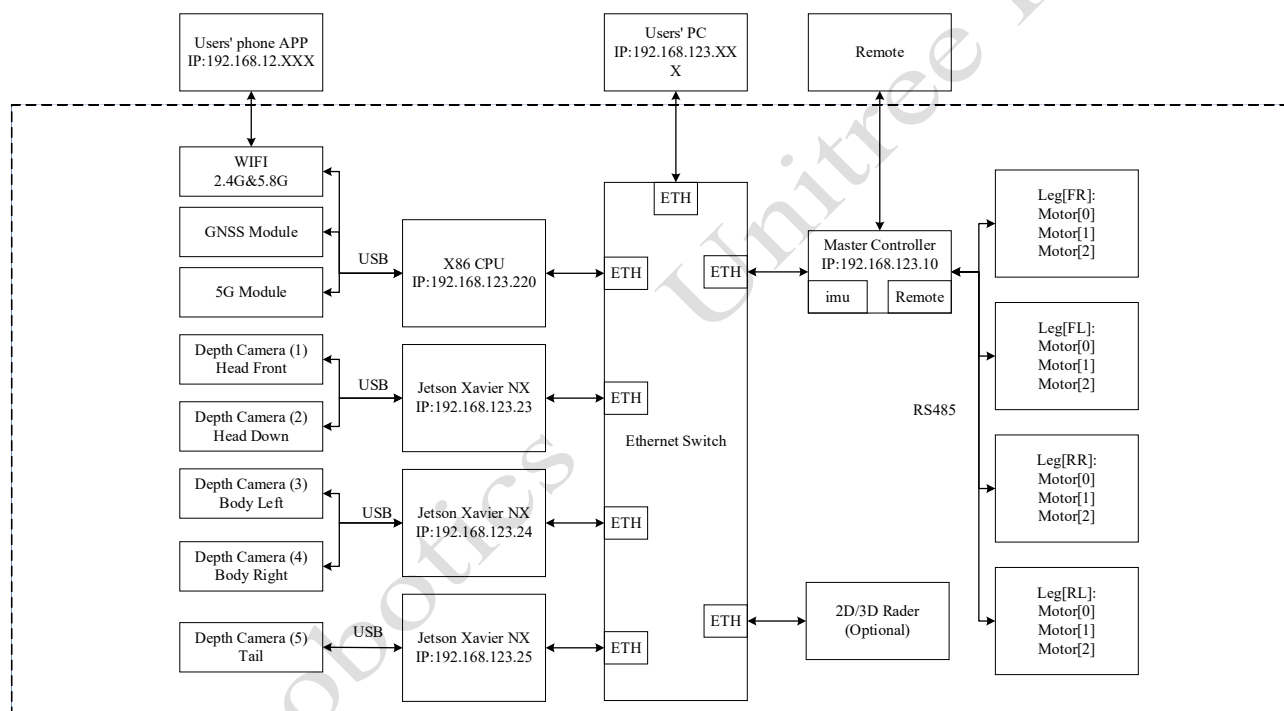 Users' phone APP
IP:192.168.12.XXX
Users' PC
IP:192.168.123.XX
X
Remote
WIFI
2.4G&5.8G
GNSS Module
5G Module
USB
X86 CPU
IP:192.168.123.220
Depth Camera (1)
Head Front
Depth Camera (2)
Head Down
USB
Jetson Xavier NX
IP:192.168.123.23
Depth Camera (3)
Body Left
Depth Camera (4)
Body Right
USB
Jetson Xavier NX
IP:192.168.123.24
Depth Camera (5)
Tail
USB
Jetson Xavier NX
IP:192.168.123.25
ETH
ETH
ETH
ETH
ETH
ETH
ETH
Ethernet Switch
Master Controller
IP:192.168.123.10
imu
Remote
2D/3D Rader
(Optional)
RS485
Leg[FR]:
Motor[0]
Motor[1]
Motor[2]
Leg[FL]:
Motor[0]
Motor[1]
Motor[2]
Leg[RR]:
Motor[0]
Motor[1]
Motor[2]
Leg[RL]:
Motor[0]
Motor[1]
Motor[2]
Unitree
obotics